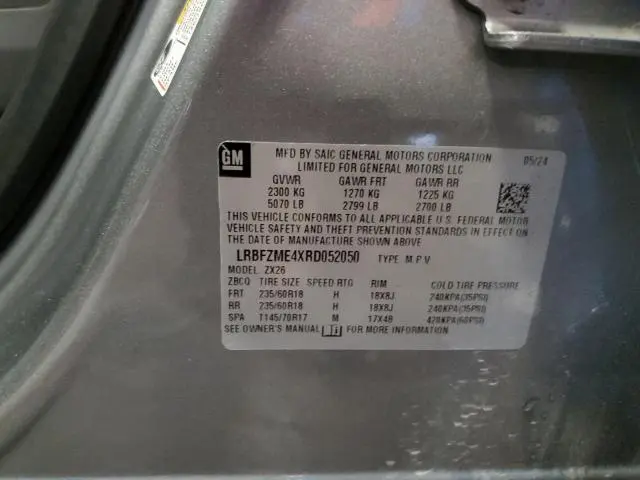 GM
MFD BY SAIC GENERAL MOTORS CORPORATION 05/24
LIMITED FOR GENERAL MOTORS LLC
GVWR GAWR FRT GAWR RR
2300 KG 1270 KG 1225 KG
5070 LB 2799 LB 2700 LB
THIS VEHICLE CONFORMS TO ALL APPLICABLE U.S. FEDERAL MOTOR
VEHICLE SAFETY AND THEFT PREVENTION STANDARDS IN EFFECT ON
THE DATE OF MANUFACTURE SHOWN ABOVE
LRBFZME4XRD052050 TYPE M.P.V
MODEL: ZX26
ZBCQ TIRE SIZE SPEED RTG RIM COLD TIRE PRESSURE
FRT 235/60R18 H 18X8J 240KPA(35PSI)
RR 235/60R18 H 18X8J 240KPA(35PSI)
SPA T145/70R17 M 17X4B 420KPA(60PSI)
SEE OWNER'S MANUAL FOR MORE INFORMATION